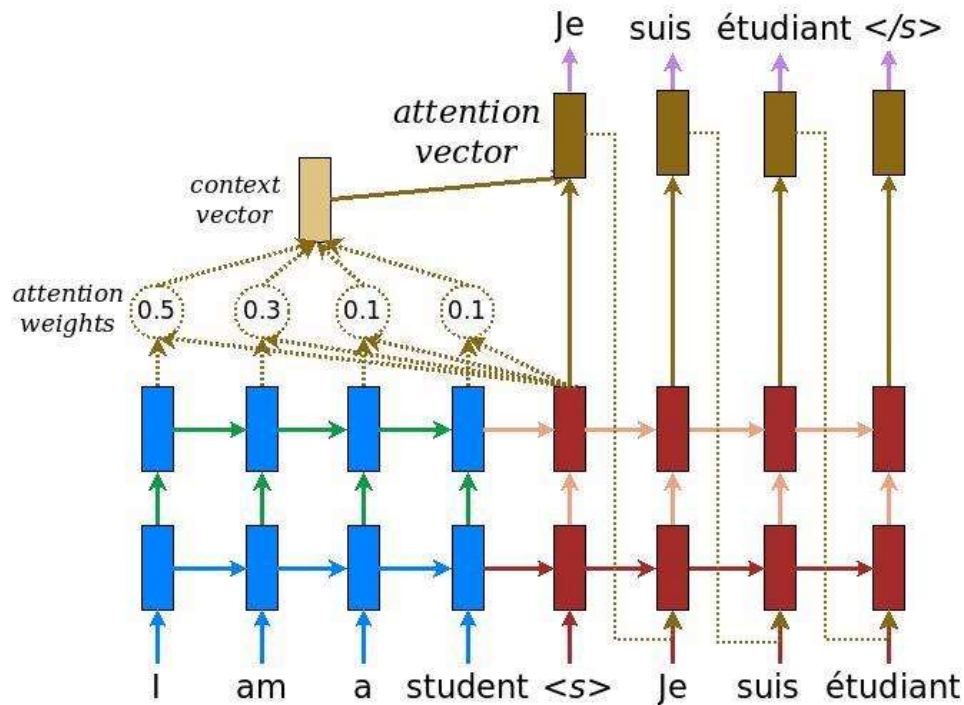 Je suis étudiant </s>
attention
vector
context
vector
attention
weights
0.5 0.3 0.1 0.1
I am a student <s> Je suis étudiant